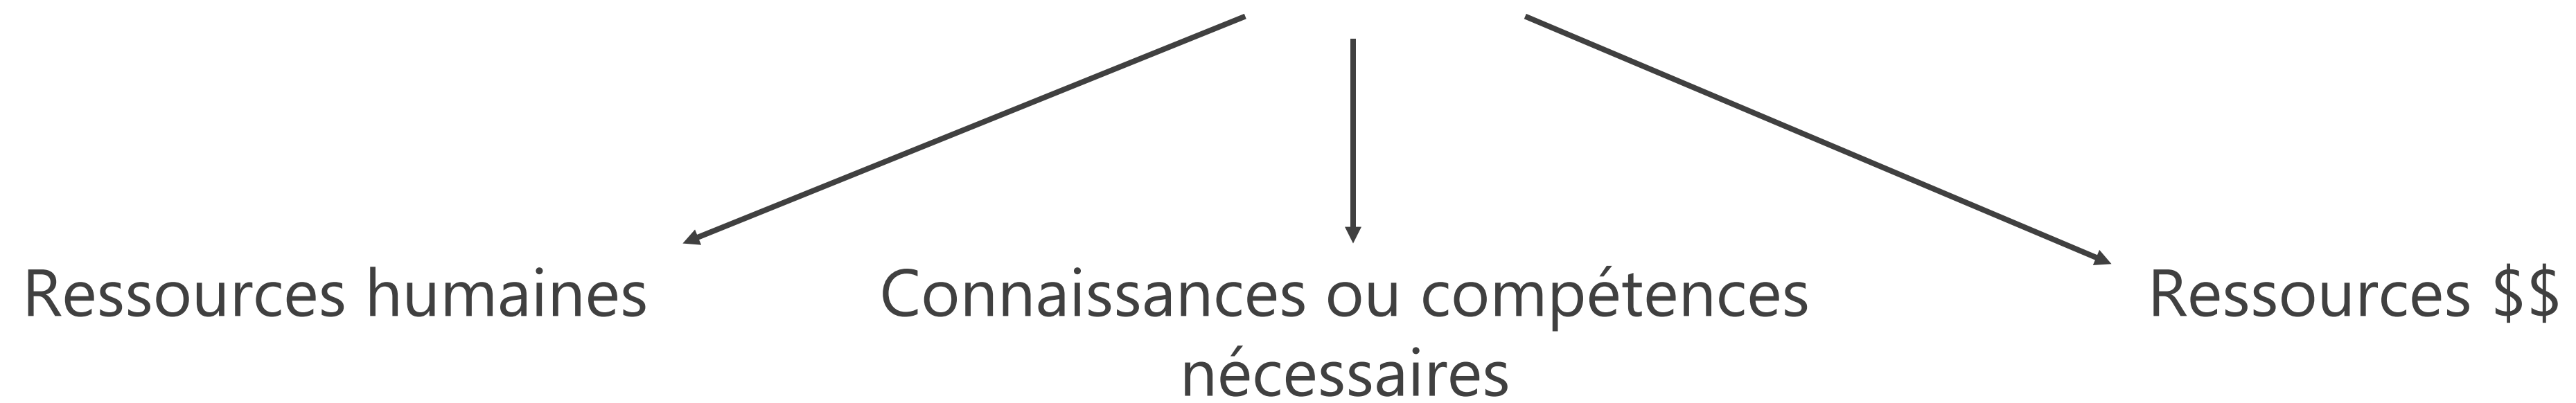 Ressources humaines
Connaissances ou compétences
nécessaires
Ressources $$